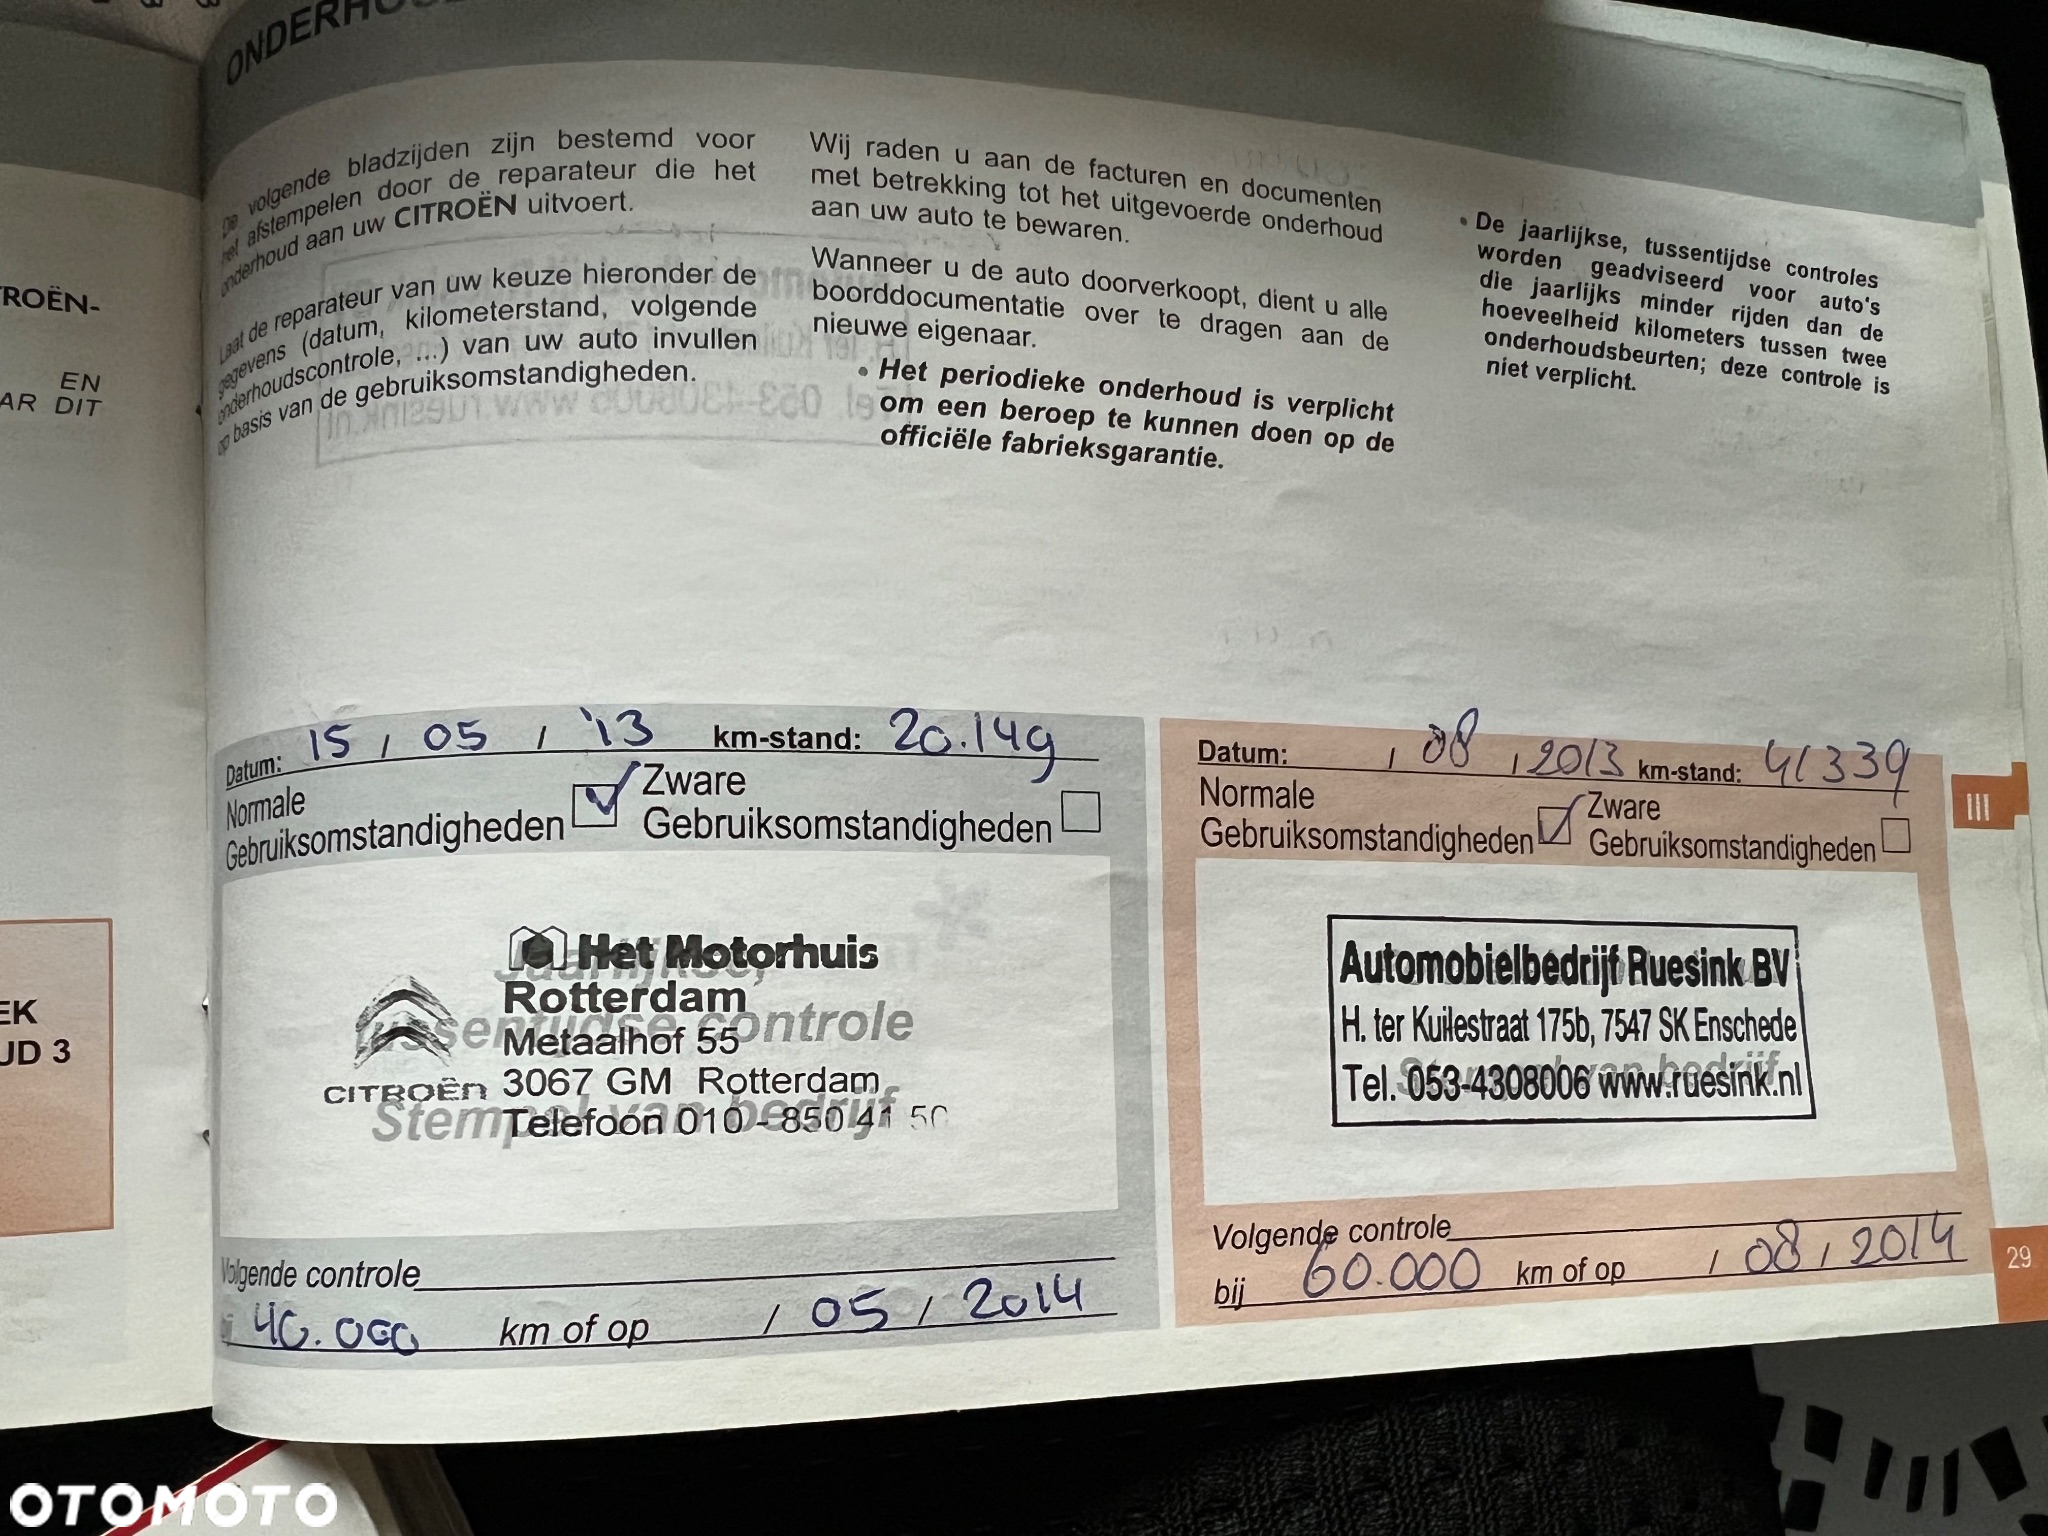 ROËN-
EN
AR DIT
EK
UD 3
De volgende bladzijden zijn bestemd voor
het afstempelen door de reparateur die het
onderhoud aan uw CITROËN uitvoert.
Laat de reparateur van uw keuze hieronder de
gegevens (datum, kilometerstand, volgende
onderhoudscontrole, ...) van uw auto invullen
op basis van de gebruiksomstandigheden.
Wij raden u aan de facturen en documenten
met betrekking tot het uitgevoerde onderhoud
aan uw auto te bewaren.
Wanneer u de auto doorverkoopt, dient u alle
boorddocumentatie over te dragen aan de
nieuwe eigenaar.
• Het periodieke onderhoud is verplicht
om een beroep te kunnen doen op de
officiële fabrieksgarantie.
• De jaarlijkse, tussentijdse controles
worden geadviseerd voor auto's
die jaarlijks minder rijden dan de
hoeveelheid kilometers tussen twee
onderhoudsbeurten; deze controle is
niet verplicht.
Datum: 15 / 05 / '13 km-stand: 20.149
Normale
Gebruiksomstandigheden
Zware
Gebruiksomstandigheden
Het Motorhuis
Rotterdam
Metaalhof 55
3067 GM Rotterdam
Telefoon 010 - 850 41 50
CITROËN
Jaarlijkse,
tussentijdse controle
Stempel van bedrijf
Volgende controle
bij 40.000 km of op / 05 / 2014
Datum: / 08 / 2013 km-stand: 41339
Normale
Gebruiksomstandigheden
Zware
Gebruiksomstandigheden
Automobielbedrijf Ruesink BV
H. ter Kuilestraat 175b, 7547 SK Enschede
Tel. 053-4308006 www.ruesink.nl
Stempel van bedrijf
Volgende controle
bij 60.000 km of op / 08 / 2014
III
29
OTOMOTO